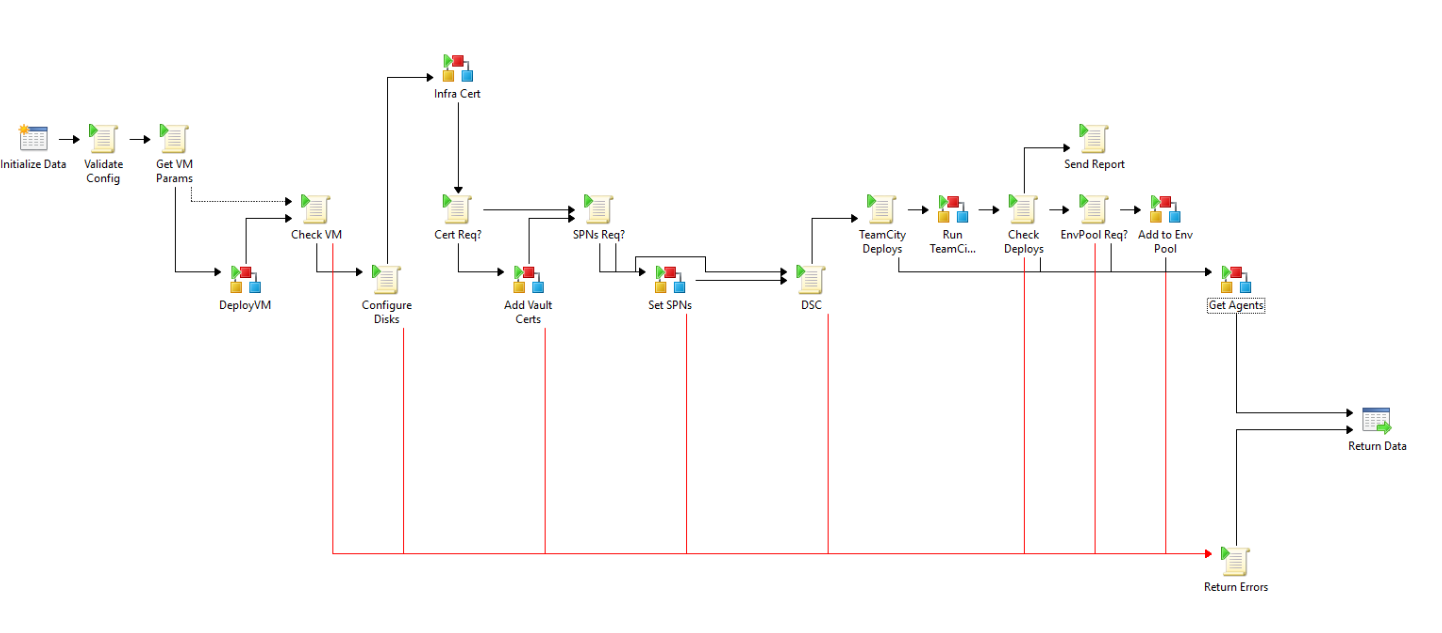 Infra Cert
Initialize Data
Validate
Config
Get VM
Params
Send Report
Check VM
Cert Req?
SPNs Req?
TeamCity
Deploys
Run
TeamCi...
Check
Deploys
EnvPool Req?
Add to Env
Pool
DeployVM
Configure
Disks
Add Vault
Certs
Set SPNs
DSC
Get Agents
Return Data
Return Errors